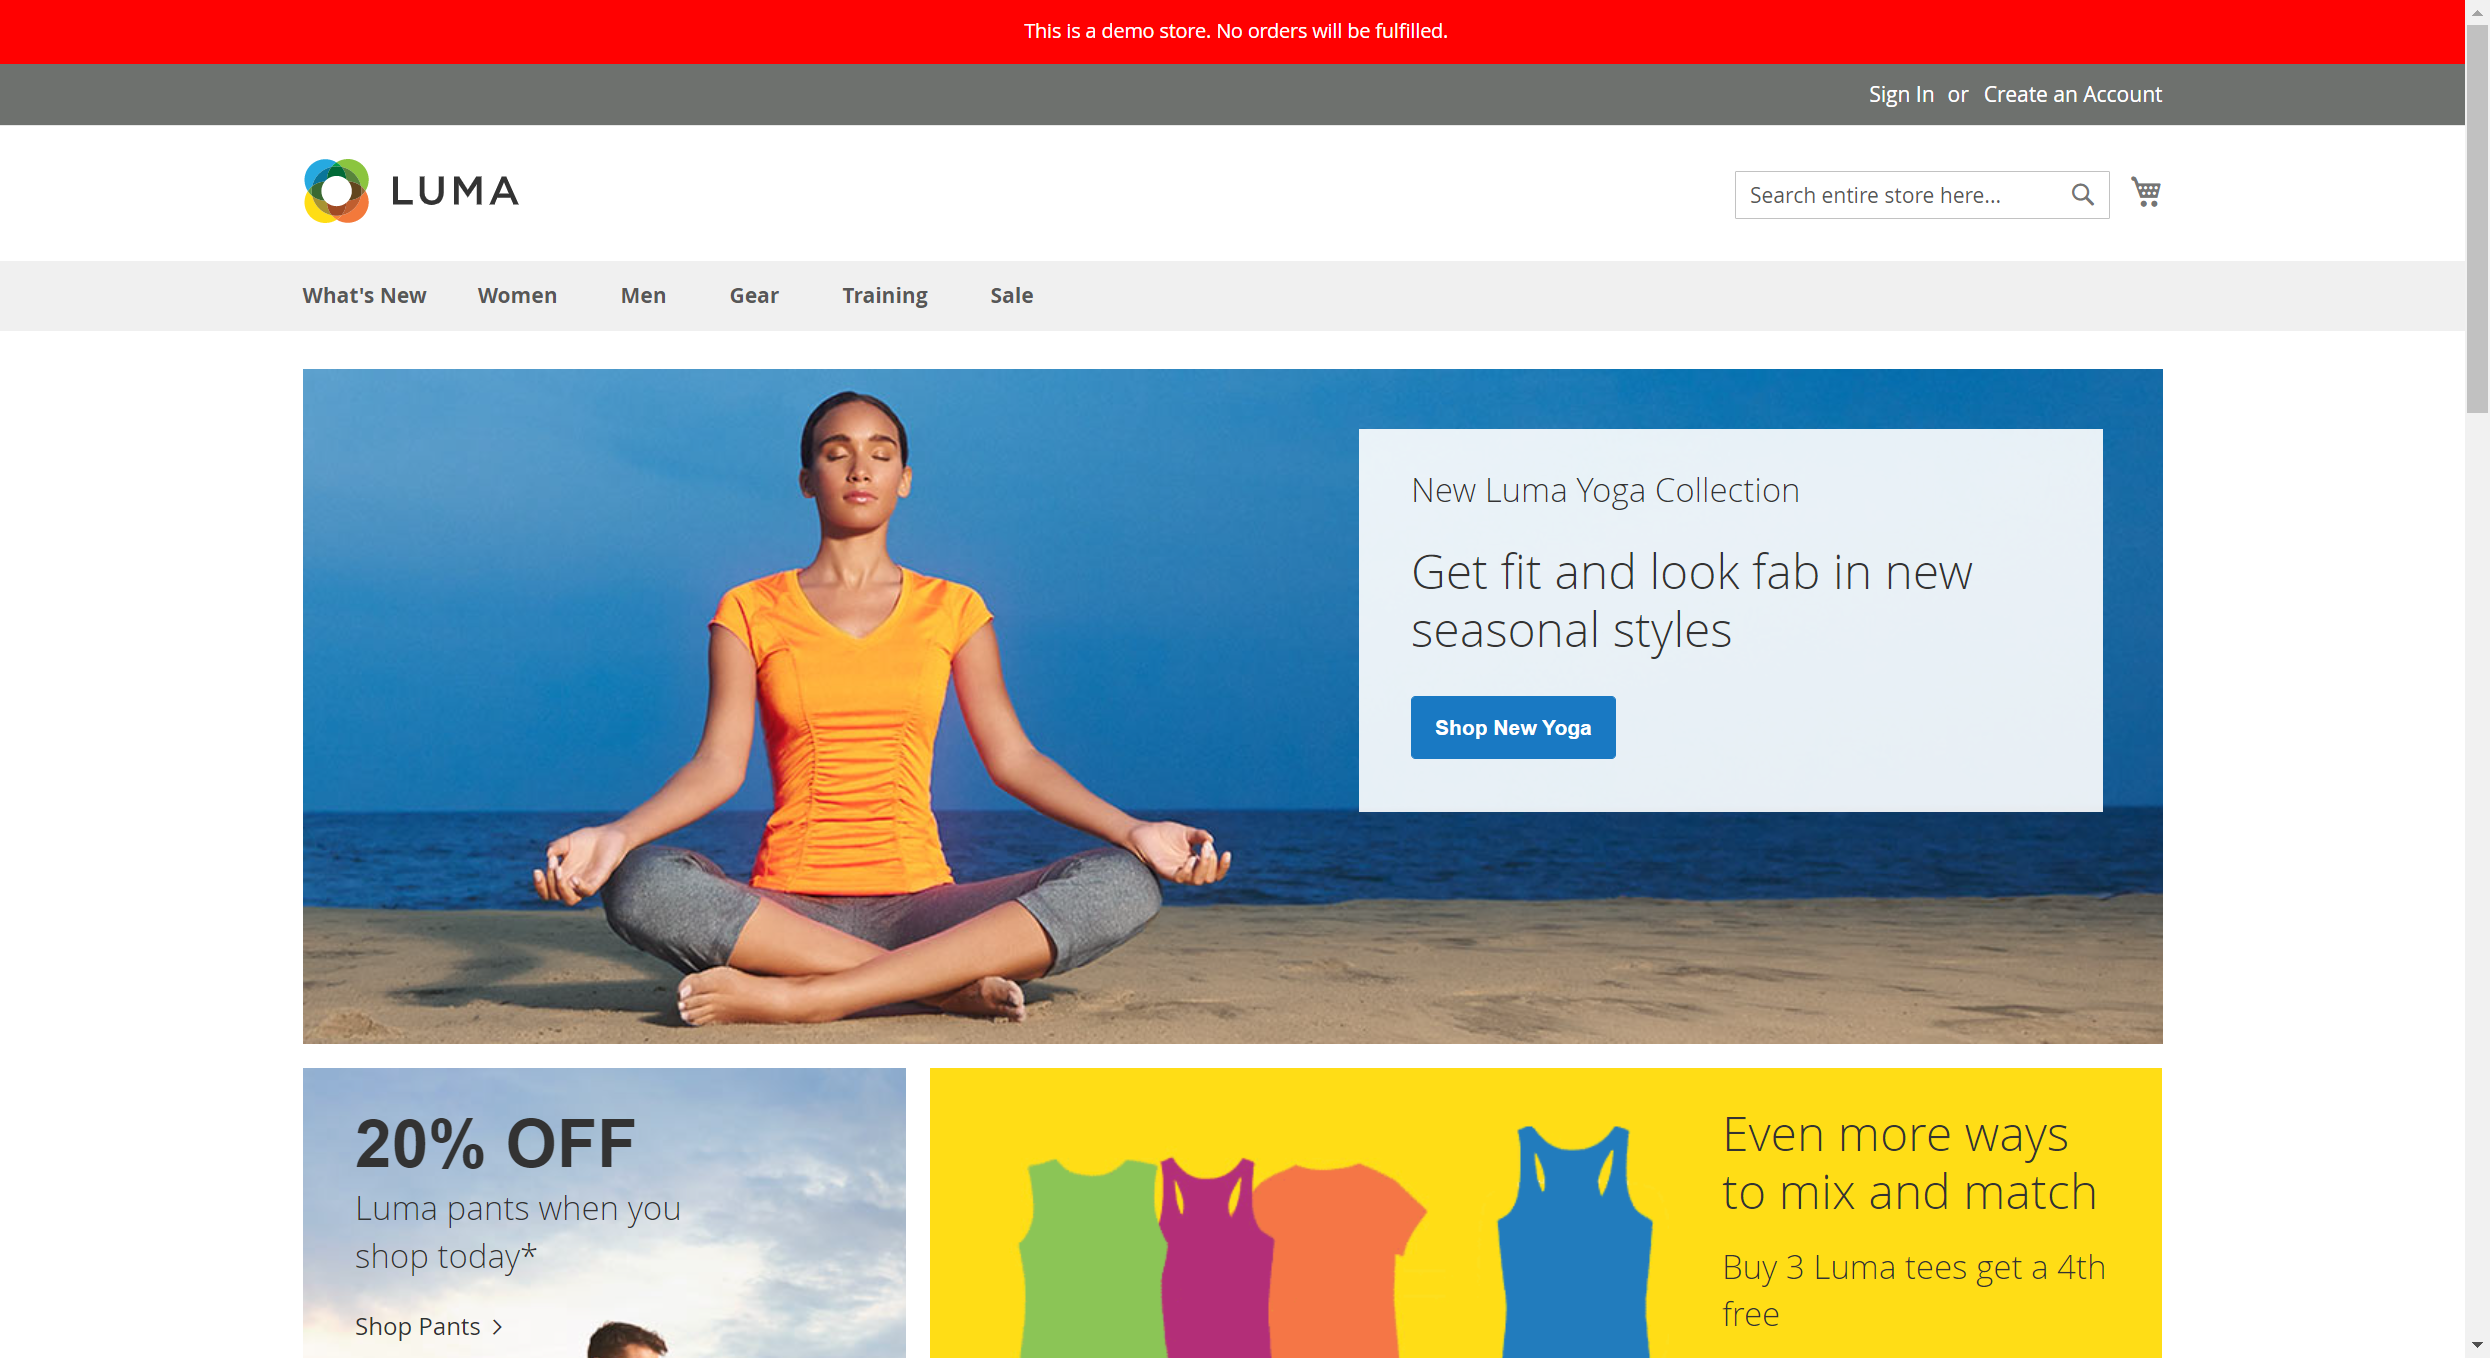 This is a demo store. No orders will be fulfilled.
Sign In or Create an Account
LUMA
Search entire store here...
What's New Women Men Gear Training Sale
New Luma Yoga Collection
Get fit and look fab in new
seasonal styles
Shop New Yoga
20% OFF
Luma pants when you
shop today*
Shop Pants
Even more ways
to mix and match
Buy 3 Luma tees get a 4th
free